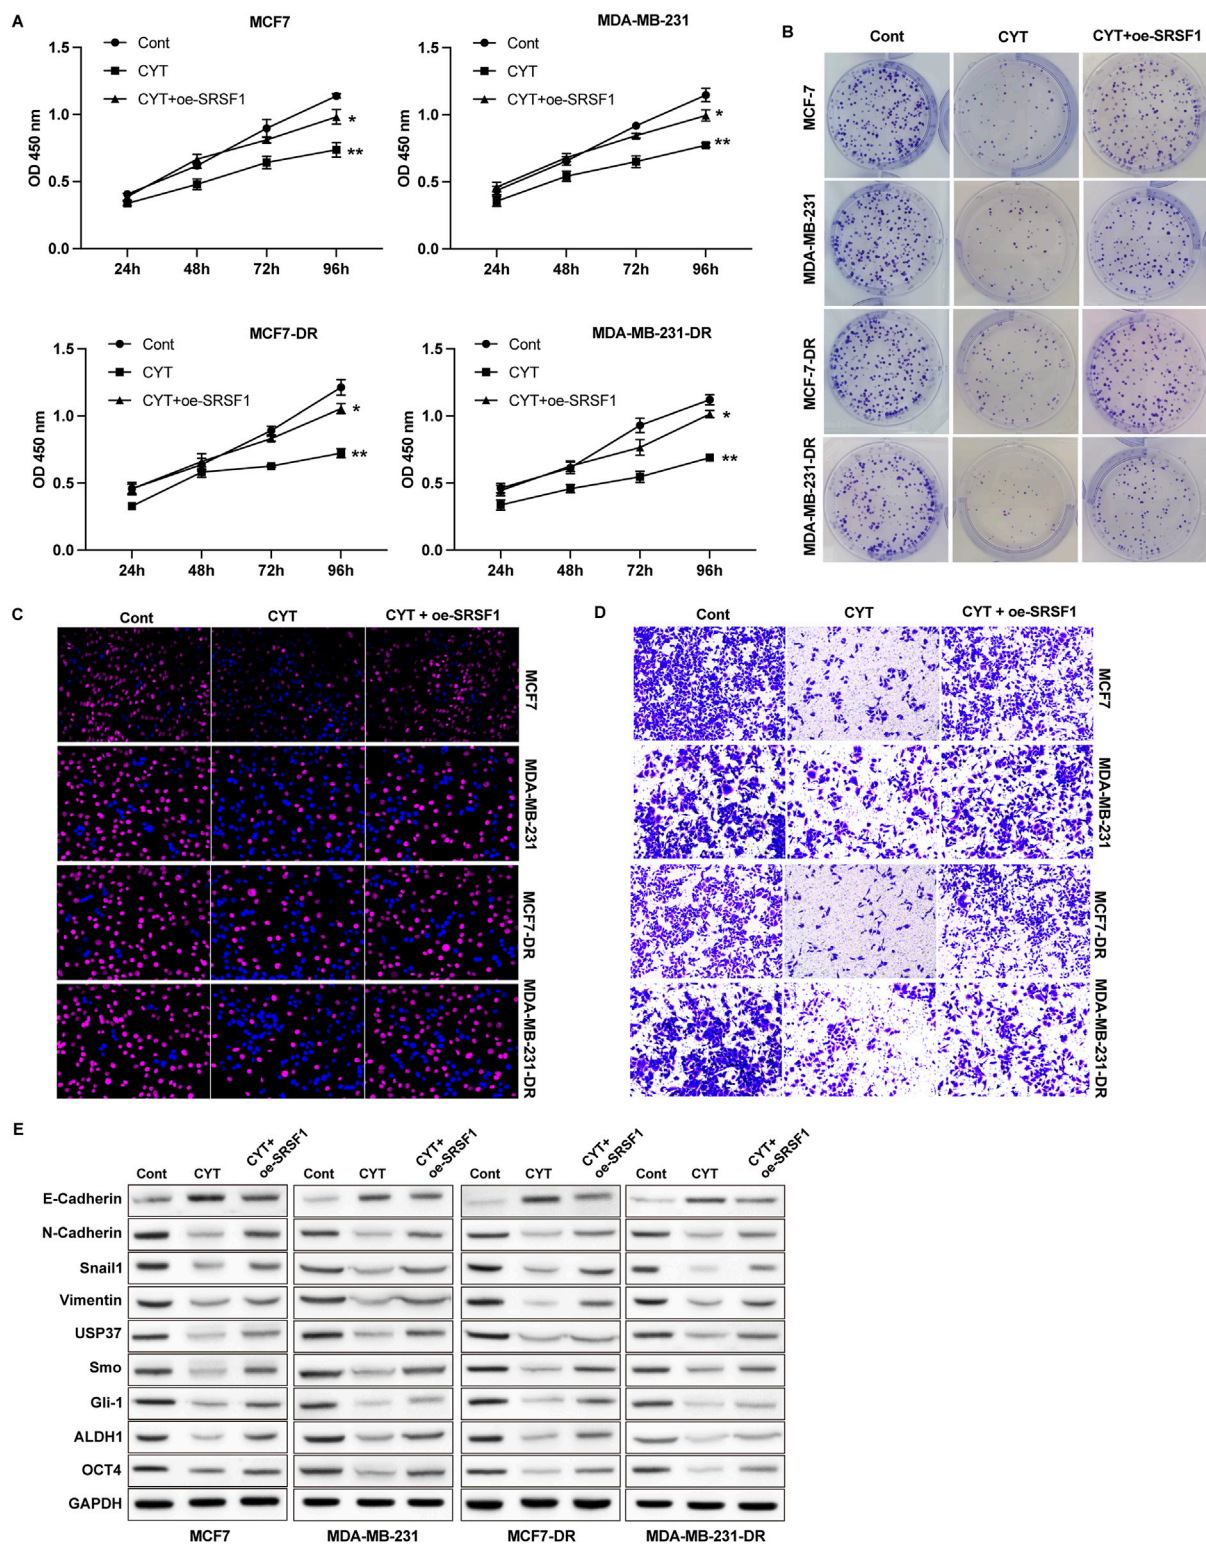 A
MCF7
Cont
CYT
CYT+oe-SRSF1
OD 450 nm
1.5
1.0
0.5
0.0
24h 48h 72h 96h
*
**
MDA-MB-231
Cont
CYT
CYT+oe-SRSF1
OD 450 nm
1.5
1.0
0.5
0.0
24h 48h 72h 96h
*
**
MCF7-DR
Cont
CYT
CYT+oe-SRSF1
OD 450 nm
1.5
1.0
0.5
0.0
24h 48h 72h 96h
*
**
MDA-MB-231-DR
Cont
CYT
CYT+oe-SRSF1
OD 450 nm
1.5
1.0
0.5
0.0
24h 48h 72h 96h
*
**
B
Cont CYT CYT+oe-SRSF1
MCF-7
MDA-MB-231
MCF-7-DR
MDA-MB-231-DR
C
Cont CYT CYT + oe-SRSF1
MCF7
MDA-MB-231
MCF7-DR
MDA-MB-231-DR
D
Cont CYT CYT + oe-SRSF1
MCF7
MDA-MB-231
MCF7-DR
MDA-MB-231-DR
E
Cont CYT CYT+ oe-SRSF1 Cont CYT CYT+ oe-SRSF1 Cont CYT CYT+ oe-SRSF1 Cont CYT CYT+ oe-SRSF1
E-Cadherin
N-Cadherin
Snail1
Vimentin
USP37
Smo
Gli-1
ALDH1
OCT4
GAPDH
MCF7 MDA-MB-231 MCF7-DR MDA-MB-231-DR